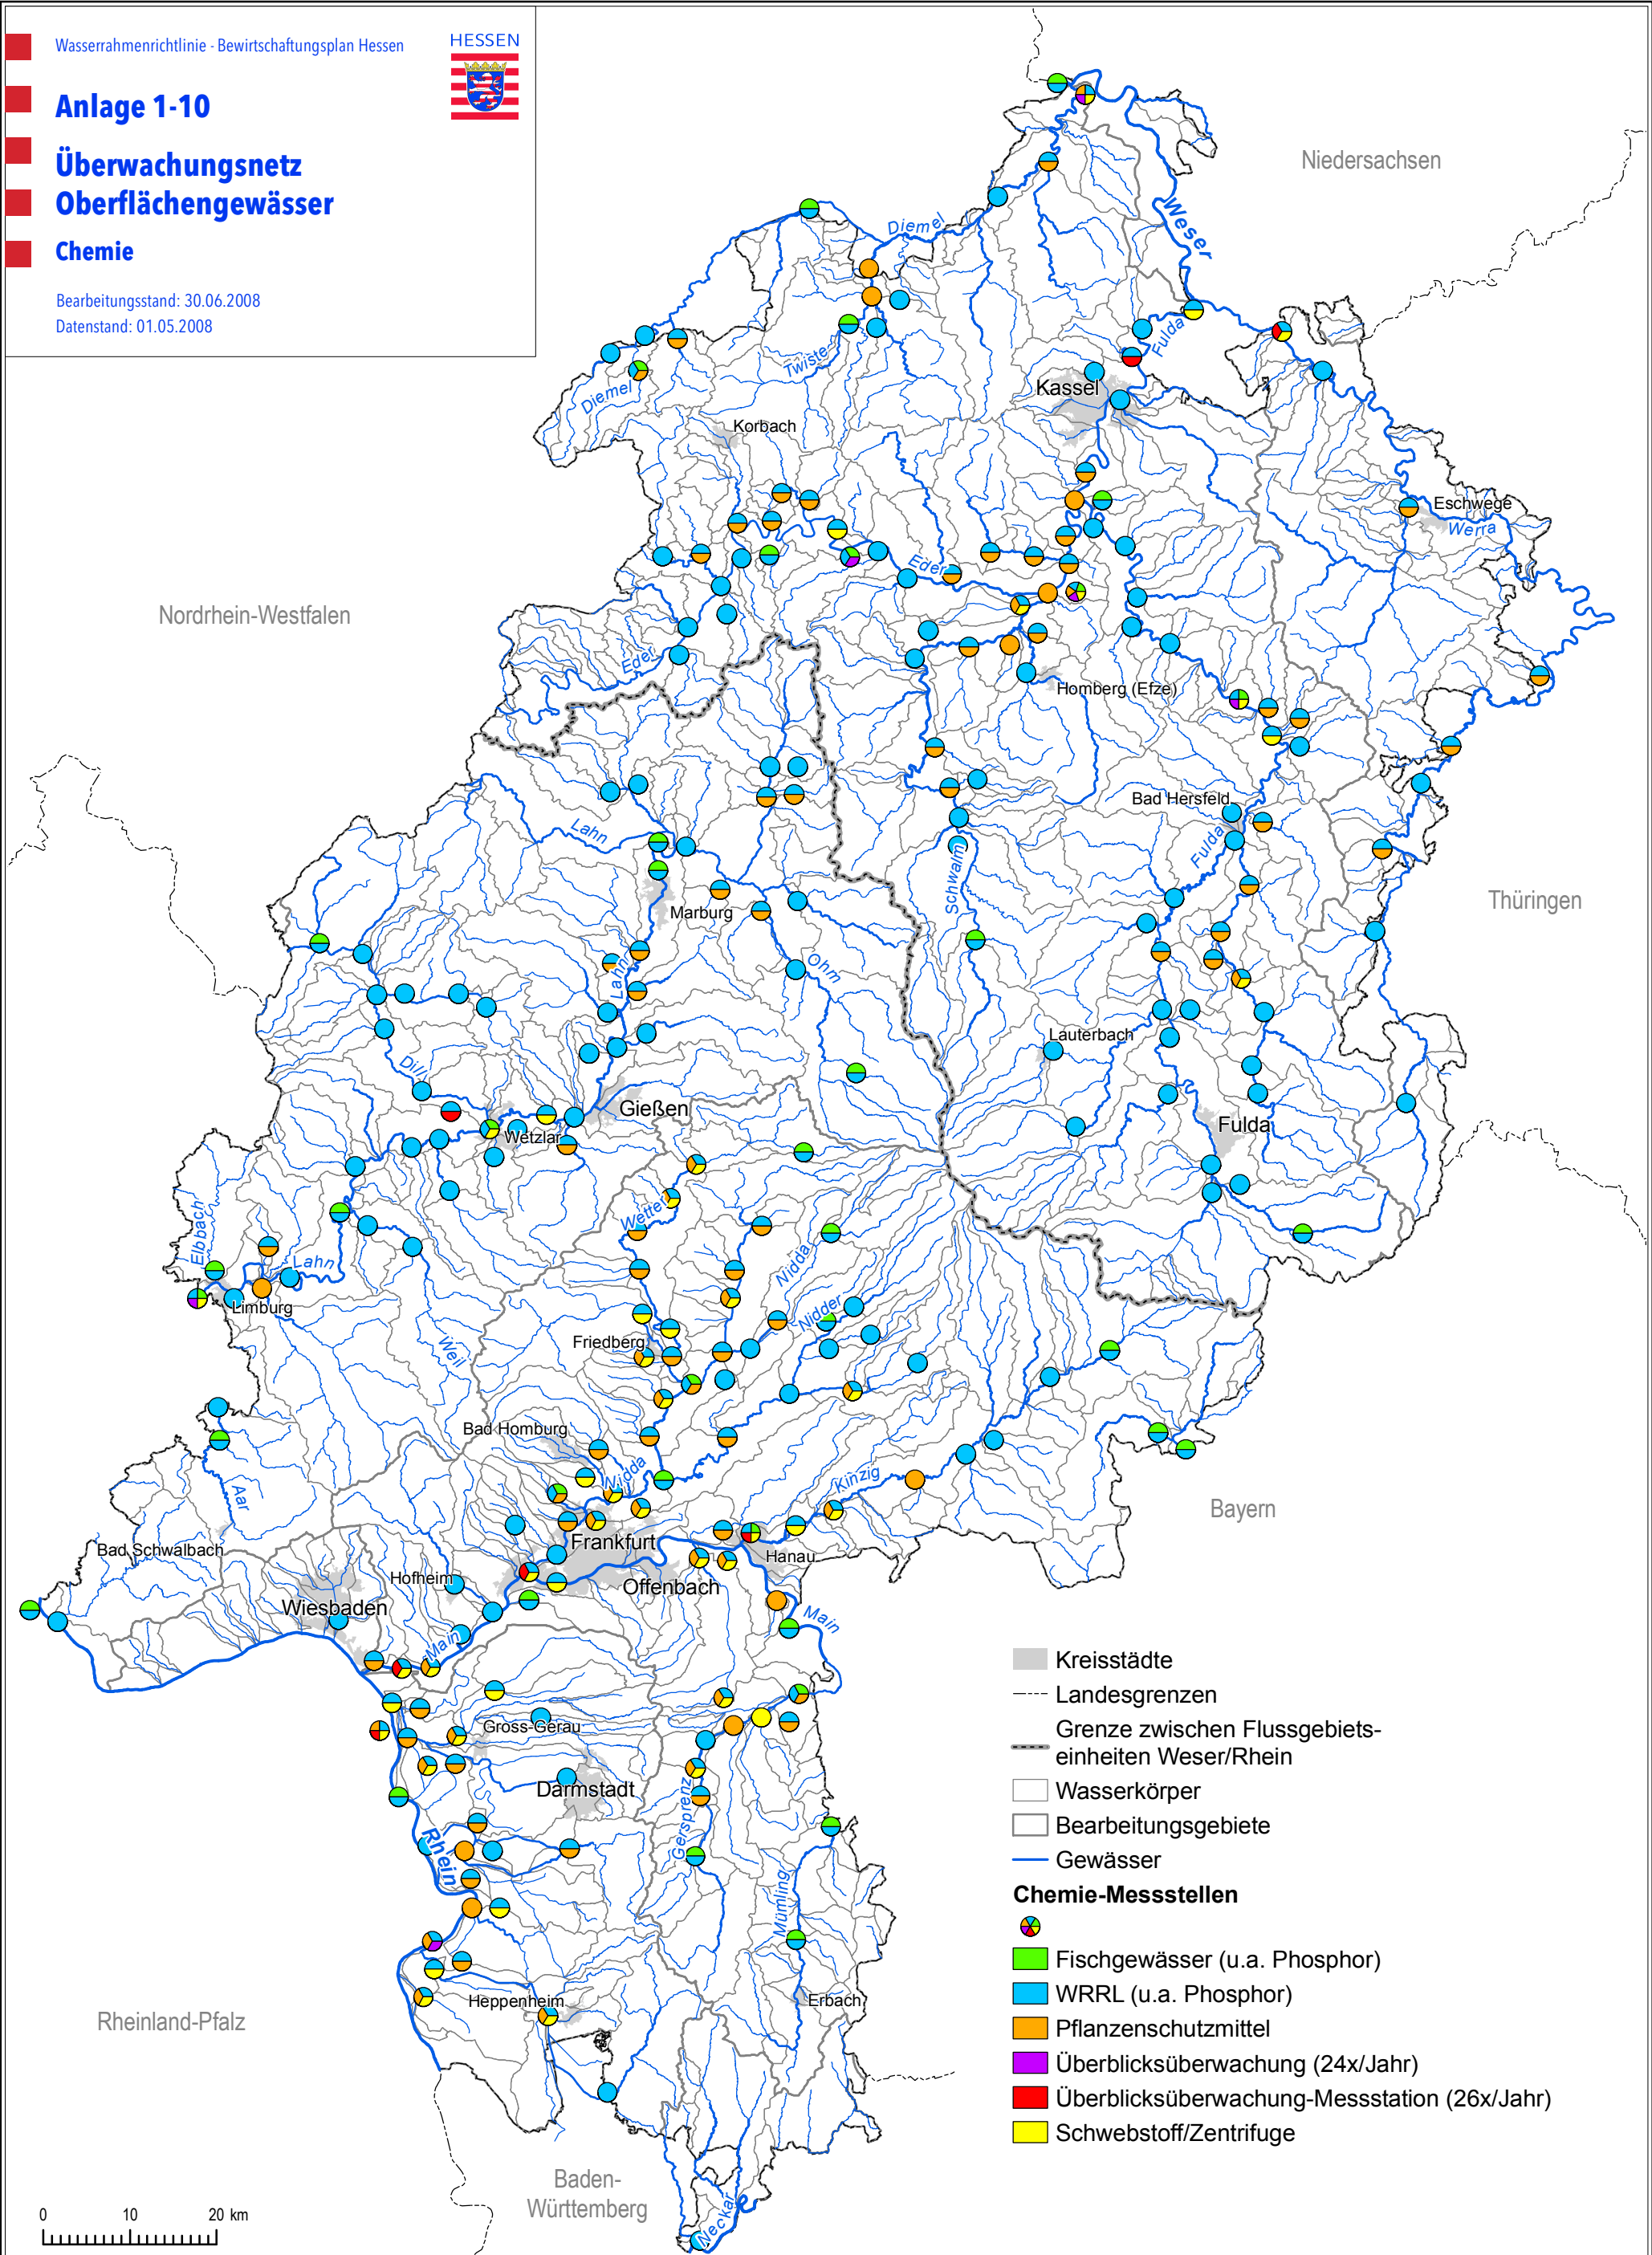 Wasserrahmenrichtlinie - Bewirtschaftungsplan Hessen
HESSEN
Anlage 1-10
Überwachungsnetz
Oberflächengewässer
Chemie
Bearbeitungsstand: 30.06.2008
Datenstand: 01.05.2008
Niedersachsen
Diemel
Weser
Fulda
Twiste
Kassel
Diemel
Korbach
Eschwege
Werra
Eder
Nordrhein-Westfalen
Eder
Homberg (Efze)
Bad Hersfeld
Lahn
Fulda
Schwalm
Thüringen
Marburg
Lahn
Ohm
Lauterbach
Dill
Gießen
Wetzlar
Fulda
Elbbach
Wetter
Nidda
Lahn
Limburg
Nidder
Friedberg
Weil
Bad Homburg
Nidda
Kinzig
Aar
Bayern
Bad Schwalbach
Frankfurt
Hanau
Hofheim
Offenbach
Wiesbaden
Main
Main
Gross-Gerau
Darmstadt
Gersprenz
Rhein
Mümling
Heppenheim
Erbach
Rheinland-Pfalz
Baden-
Württemberg
Neckar
Kreisstädte
Landesgrenzen
Grenze zwischen Flussgebiets-
einheiten Weser/Rhein
Wasserkörper
Bearbeitungsgebiete
Gewässer
Chemie-Messstellen
Fischgewässer (u.a. Phosphor)
WRRL (u.a. Phosphor)
Pflanzenschutzmittel
Überblicksüberwachung (24x/Jahr)
Überblicksüberwachung-Messstation (26x/Jahr)
Schwebstoff/Zentrifuge
0 10 20 km